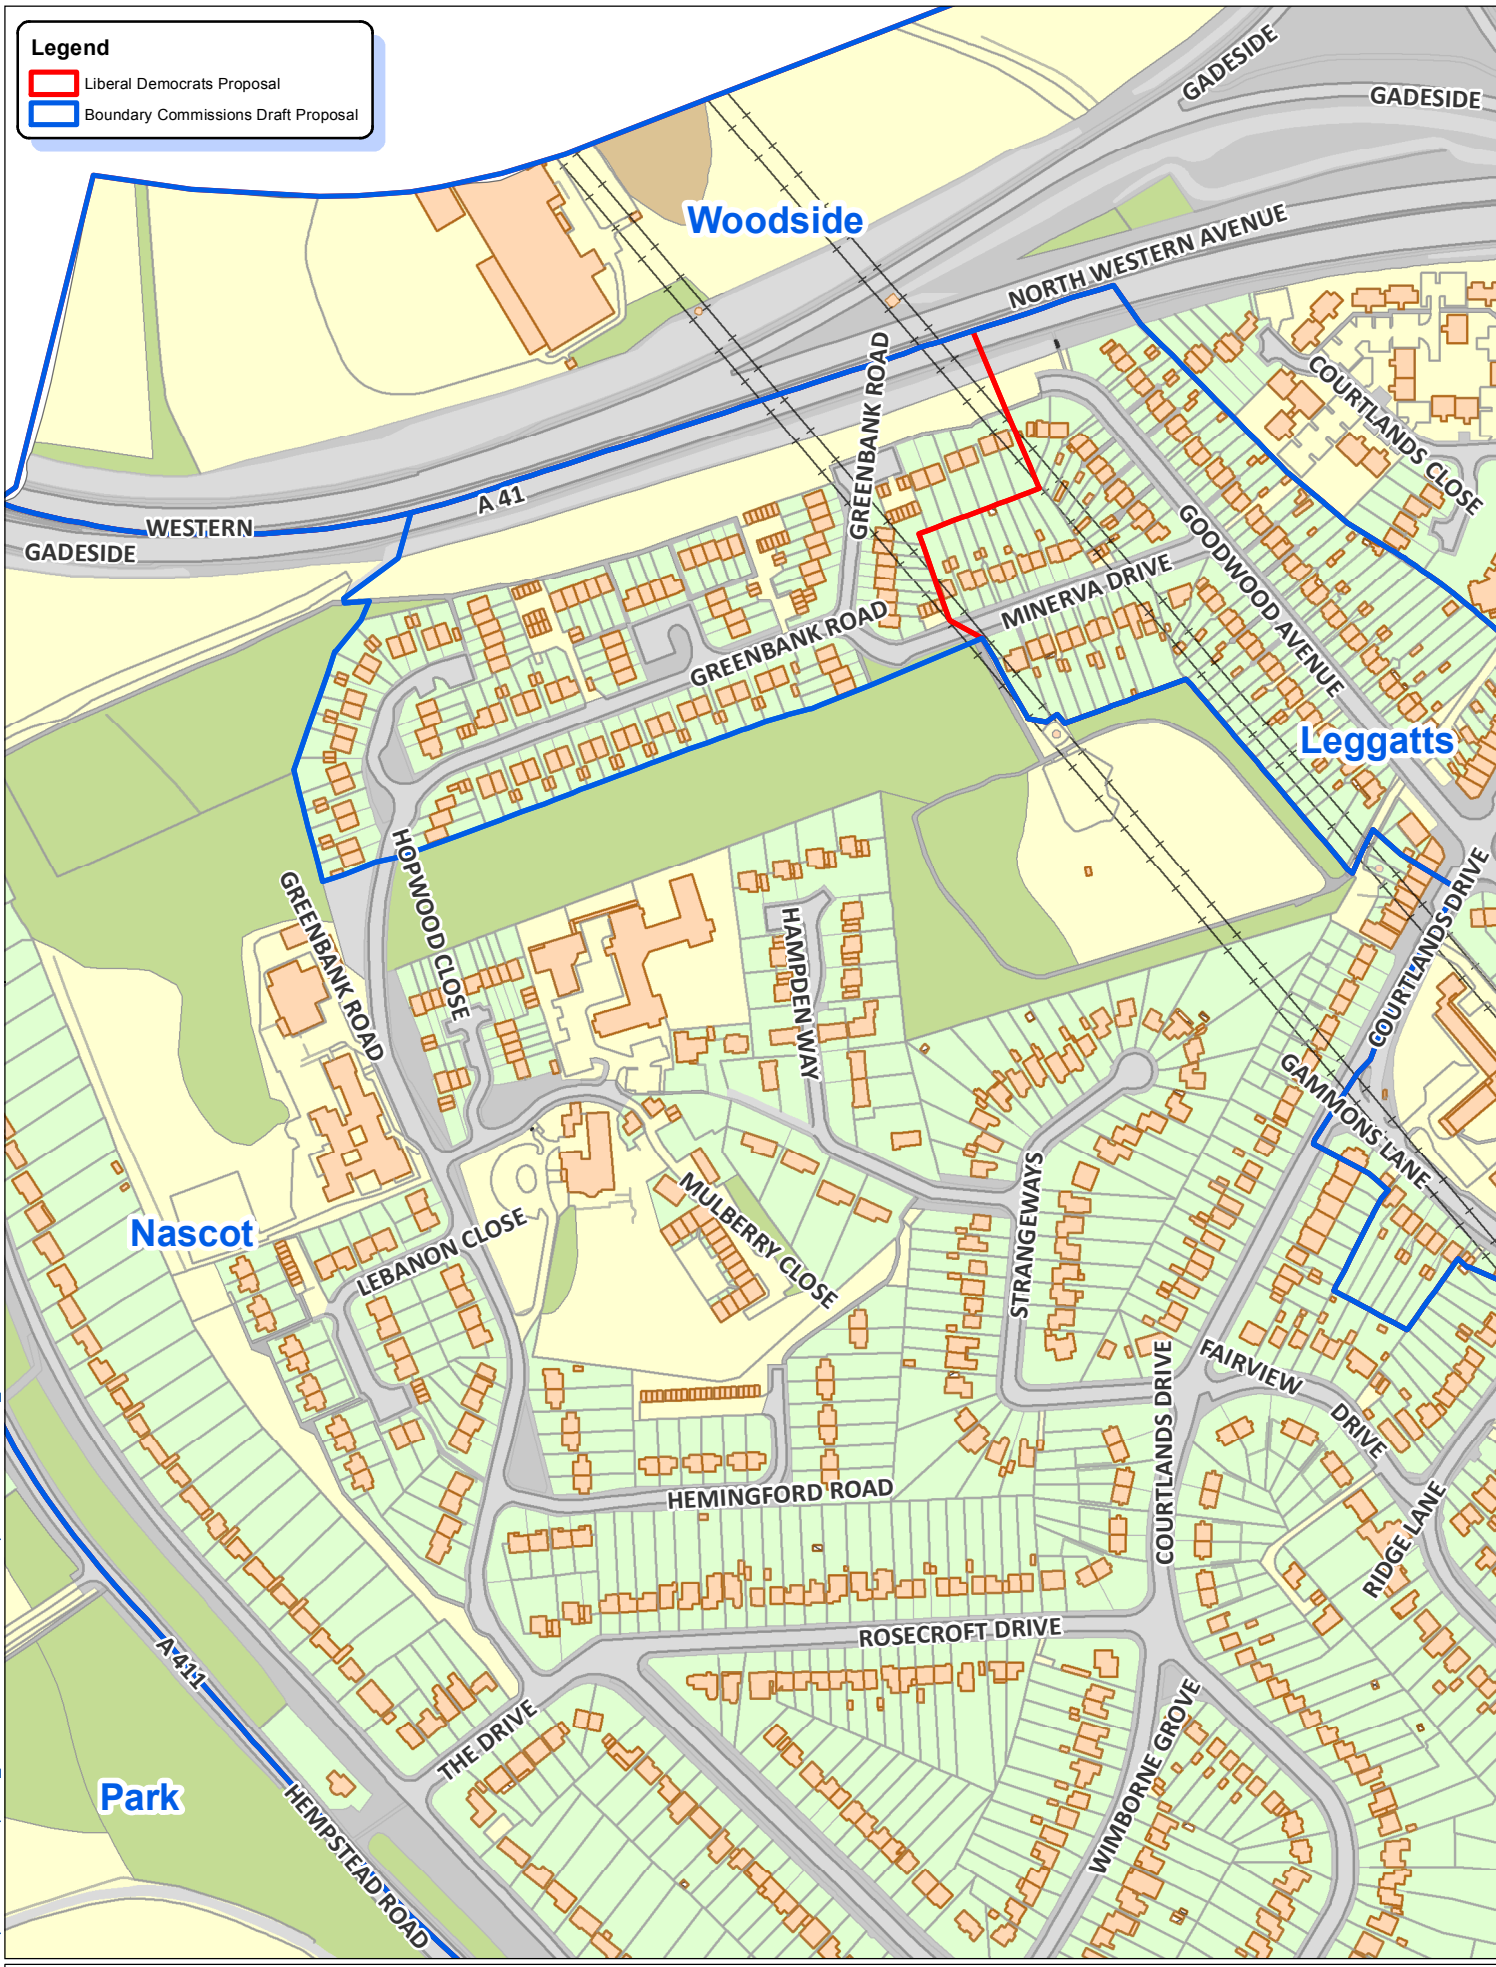 Legend
Liberal Democrats Proposal
Boundary Commissions Draft Proposal
GADESIDE
GADESIDE
Woodside
NORTH WESTERN AVENUE
GREENBANK ROAD
COURTLANDS CLOSE
A 41
WESTERN
GADESIDE
GOODWOOD AVENUE
MINERVA DRIVE
GREENBANK ROAD
Leggatts
HOPWOOD CLOSE
GREENBANK ROAD
HAMPDEN WAY
COURTLANDS DRIVE
GAMMONS LANE
Nascot
LEBANON CLOSE
MULBERRY CLOSE
STRANGEWAYS
FAIRVIEW
DRIVE
COURTLANDS DRIVE
HEMINGFORD ROAD
RIDGE LANE
ROSECROFT DRIVE
A 411
THE DRIVE
WIMBORNE GROVE
Park
HEMPSTEAD ROAD